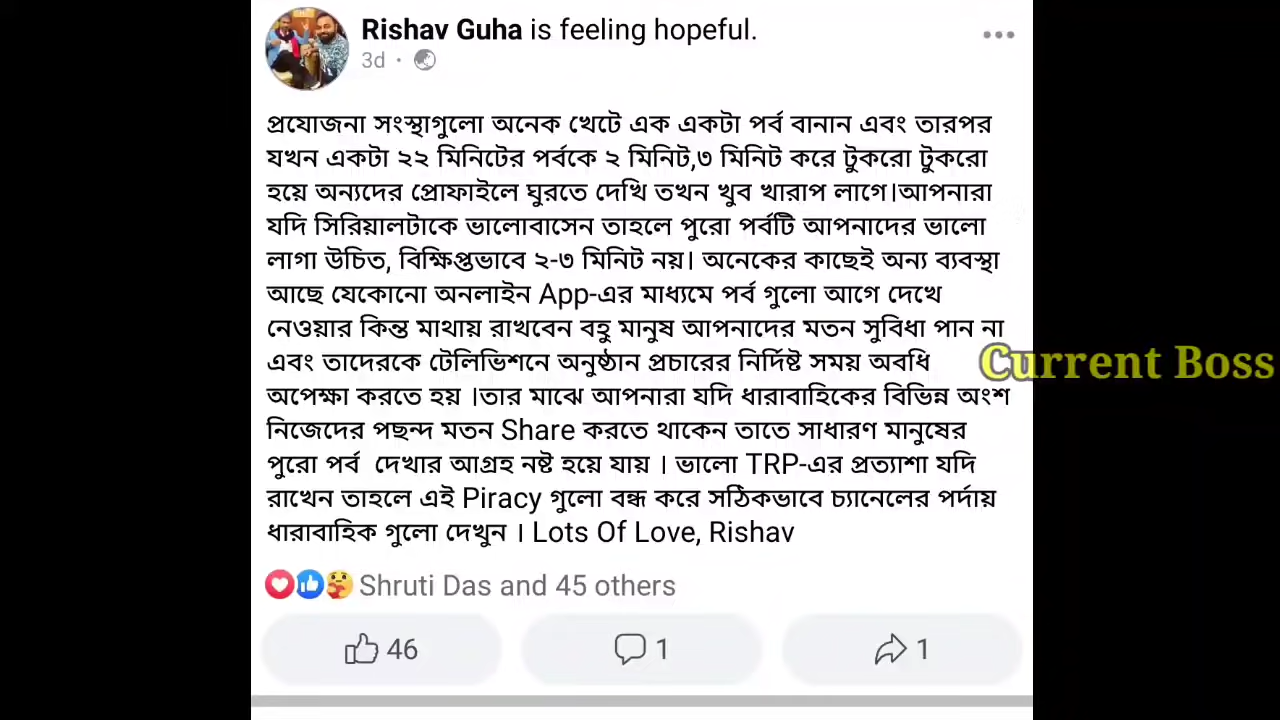 Rishav Guha is feeling hopeful.
3d ·
প্রযোজনা সংস্থাগুলো অনেক খেটে এক একটা পর্ব বানান এবং তারপর
যখন একটা ২২ মিনিটের পর্বকে ২ মিনিট,৩ মিনিট করে টুকরো টুকরো
হয়ে অন্যদের প্রোফাইলে ঘুরতে দেখি তখন খুব খারাপ লাগে।আপনারা
যদি সিরিয়ালটাকে ভালোবাসেন তাহলে পুরো পর্বটি আপনাদের ভালো
লাগা উচিত, বিক্ষিপ্তভাবে ২-৩ মিনিট নয়। অনেকের কাছেই অন্য ব্যবস্থা
আছে যেকোনো অনলাইন App-এর মাধ্যমে পর্ব গুলো আগে দেখে
নেওয়ার কিন্ত মাথায় রাখবেন বহু মানুষ আপনাদের মতন সুবিধা পান না
এবং তাদেরকে টেলিভিশনে অনুষ্ঠান প্রচারের নির্দিষ্ট সময় অবধি
অপেক্ষা করতে হয় ।তার মাঝে আপনারা যদি ধারাবাহিকের বিভিন্ন অংশ
নিজেদের পছন্দ মতন Share করতে থাকেন তাতে সাধারণ মানুষের
পুরো পর্ব দেখার আগ্রহ নষ্ট হয়ে যায় । ভালো TRP-এর প্রত্যাশা যদি
রাখেন তাহলে এই Piracy গুলো বন্ধ করে সঠিকভাবে চ্যানেলের পর্দায়
ধারাবাহিক গুলো দেখুন । Lots Of Love, Rishav
Current Boss
Shruti Das and 45 others
46 1 1